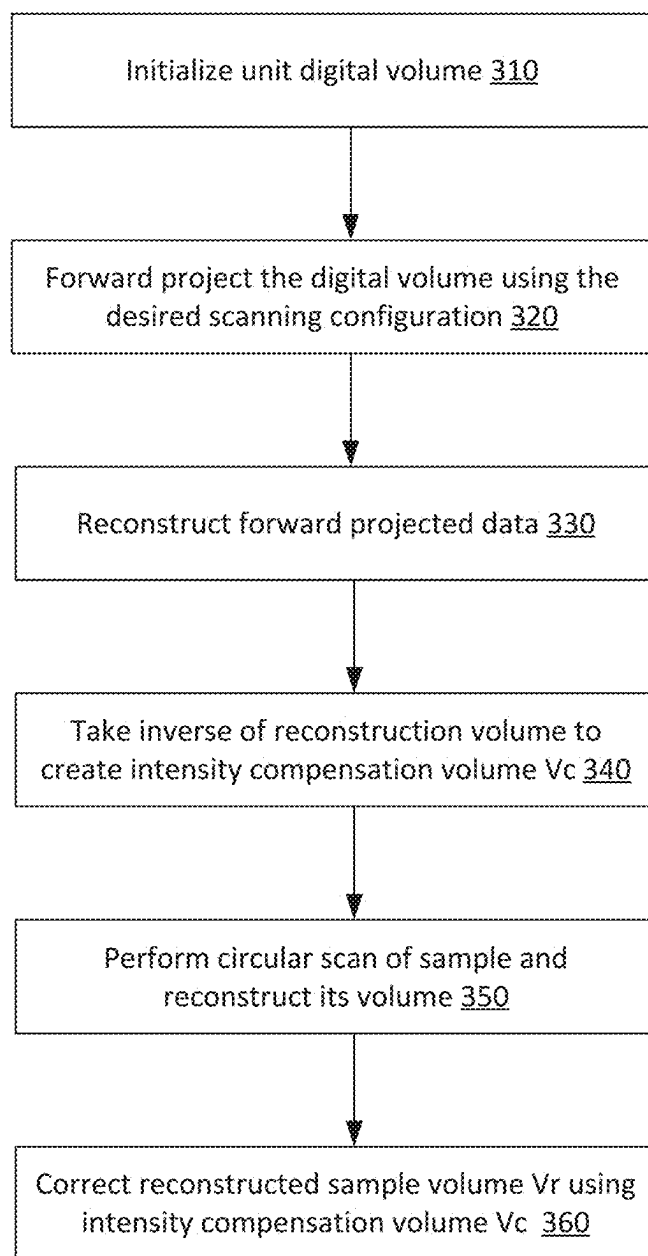 Initialize unit digital volume 310
Forward project the digital volume using the
desired scanning configuration 320
Reconstruct forward projected data 330
Take inverse of reconstruction volume to
create intensity compensation volume Vc 340
Perform circular scan of sample and
reconstruct its volume 350
Correct reconstructed sample volume Vr using
intensity compensation volume Vc 360